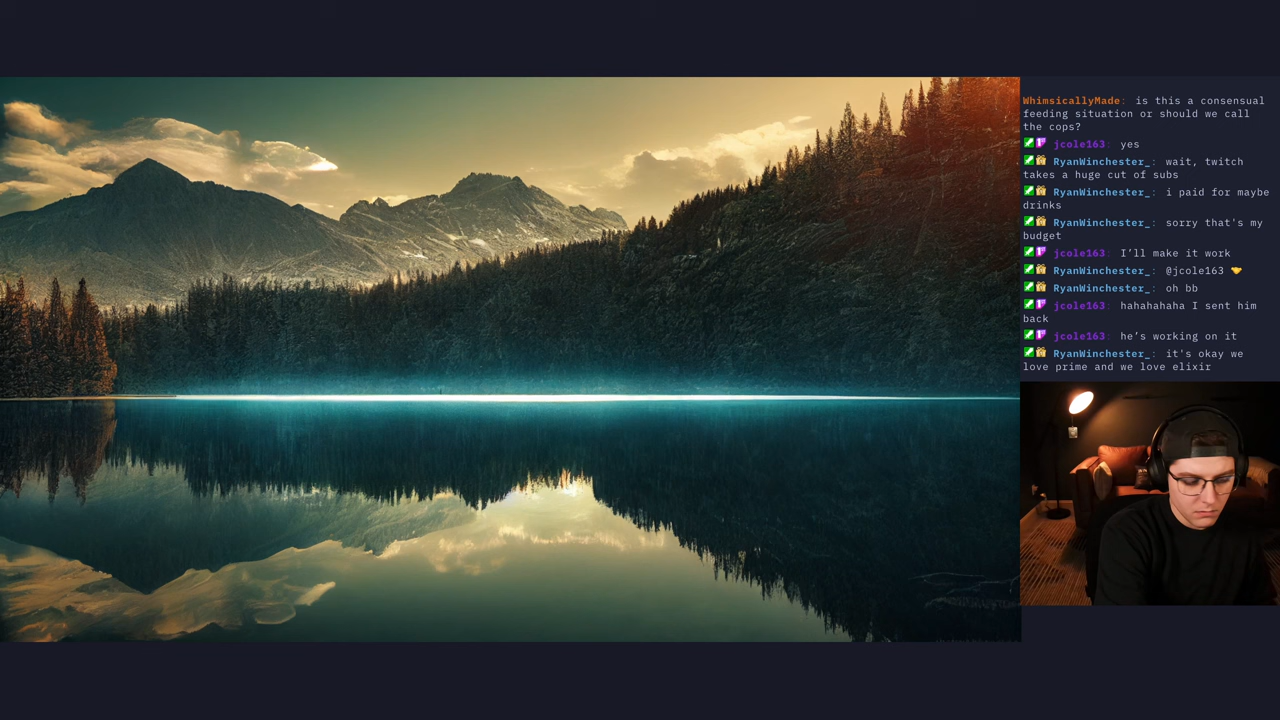 WhimsicallyMade: is this a consensual
feeding situation or should we call
the cops?
jcole163: yes
RyanWinchester_: wait, twitch
takes a huge cut of subs
RyanWinchester_: i paid for maybe
drinks
RyanWinchester_: sorry that's my
budget
jcole163: I’ll make it work
RyanWinchester_: @jcole163
RyanWinchester_: oh bb
jcole163: hahahahaha I sent him
back
jcole163: he’s working on it
RyanWinchester_: it's okay we
love prime and we love elixir